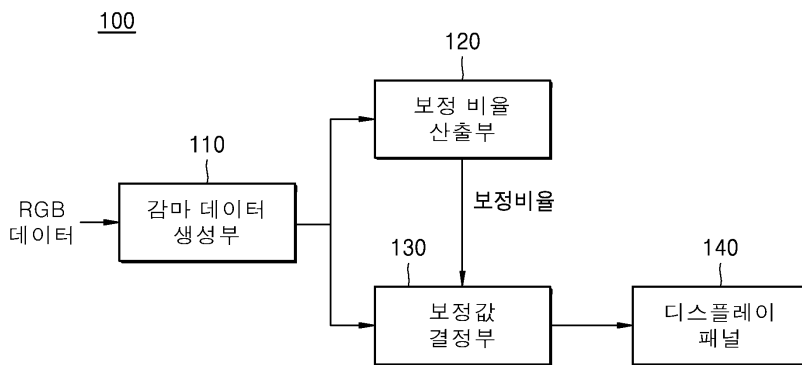 100
120
보정 비율
산출부
110
RGB
데이터
감마 데이터
생성부
보정비율
130
보정값
결정부
140
디스플레이
패널